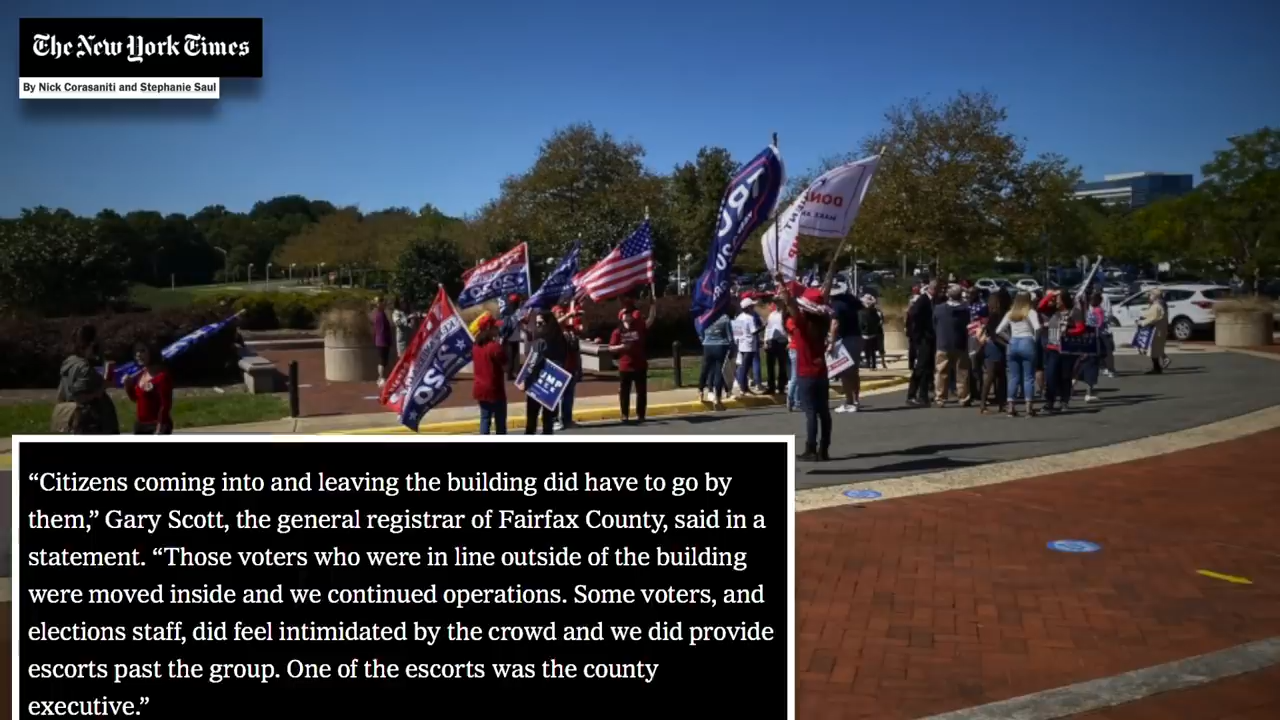 The New York Times
By Nick Corasaniti and Stephanie Saul
2020
“Citizens coming into and leaving the building did have to go by
them,” Gary Scott, the general registrar of Fairfax County, said in a
statement. “Those voters who were in line outside of the building
were moved inside and we continued operations. Some voters, and
elections staff, did feel intimidated by the crowd and we did provide
escorts past the group. One of the escorts was the county
executive.”